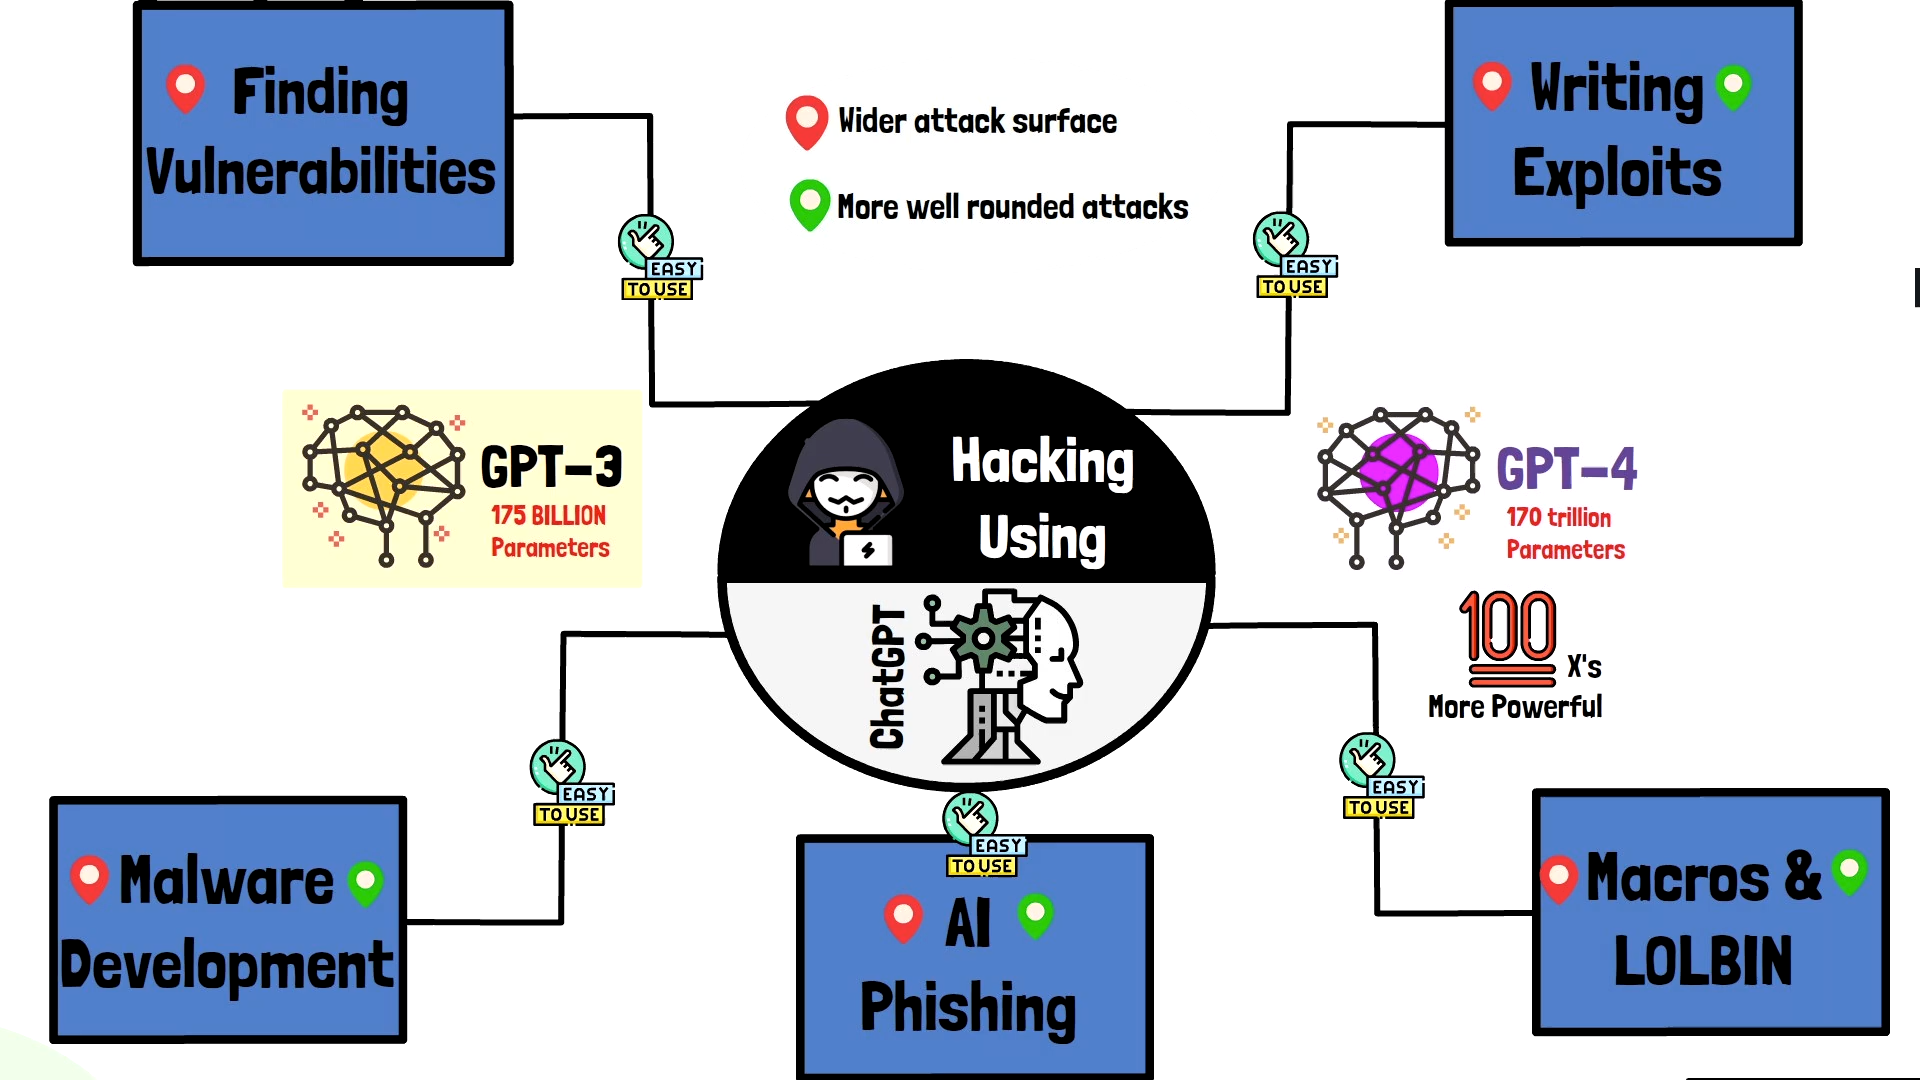 Finding
Vulnerabilities
Wider attack surface
More well rounded attacks
Writing
Exploits
EASY
TO USE
EASY
TO USE
GPT-3
175 BILLION
Parameters
Hacking
Using
ChatGPT
GPT-4
170 trillion
Parameters
100
X's
More Powerful
EASY
TO USE
EASY
TO USE
EASY
TO USE
Malware
Development
AI
Phishing
Macros &
LOLBIN